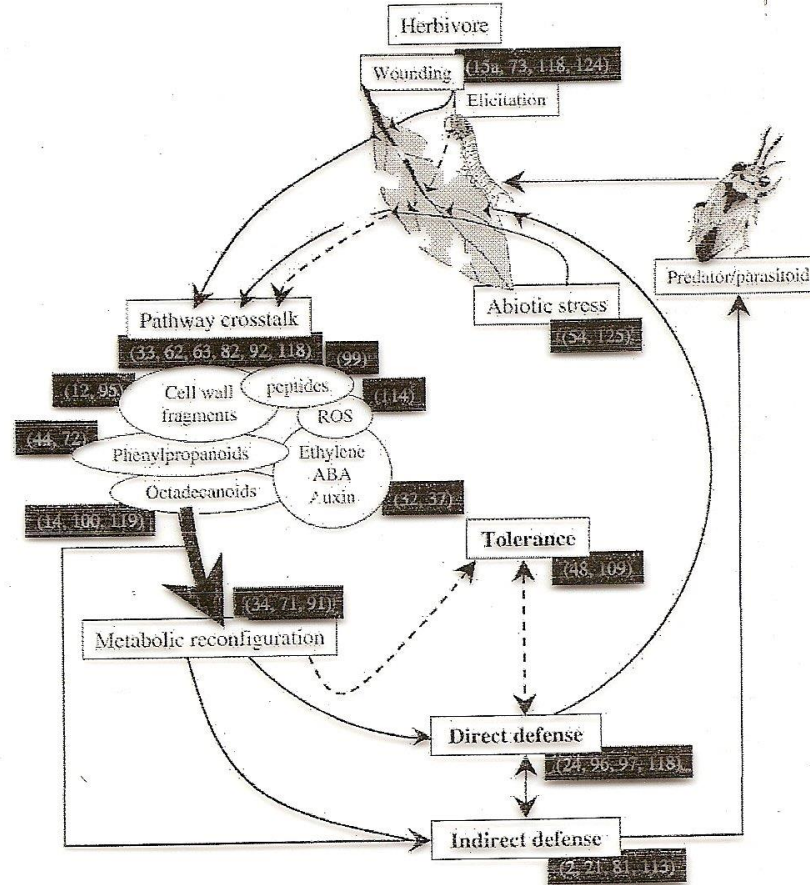 Herbivore
Wounding
(15a, 73, 118, 124)
Elicitation
Predator/parasitoid
Abiotic stress
(54, 125)
Pathway crosstalk
(33, 62, 63, 82, 92, 118)
(99)
(12, 95)
Cell wall
fragments
peptides
(114)
ROS
(44, 72)
Phenylpropanoids
Ethylene
ABA
Auxin
Octadecanoids
(32, 37)
(14, 100, 119)
Tolerance
(48, 109)
(34, 71, 91)
Metabolic reconfiguration
Direct defense
(24, 96, 97, 118)
Indirect defense
(2, 21, 81, 113)